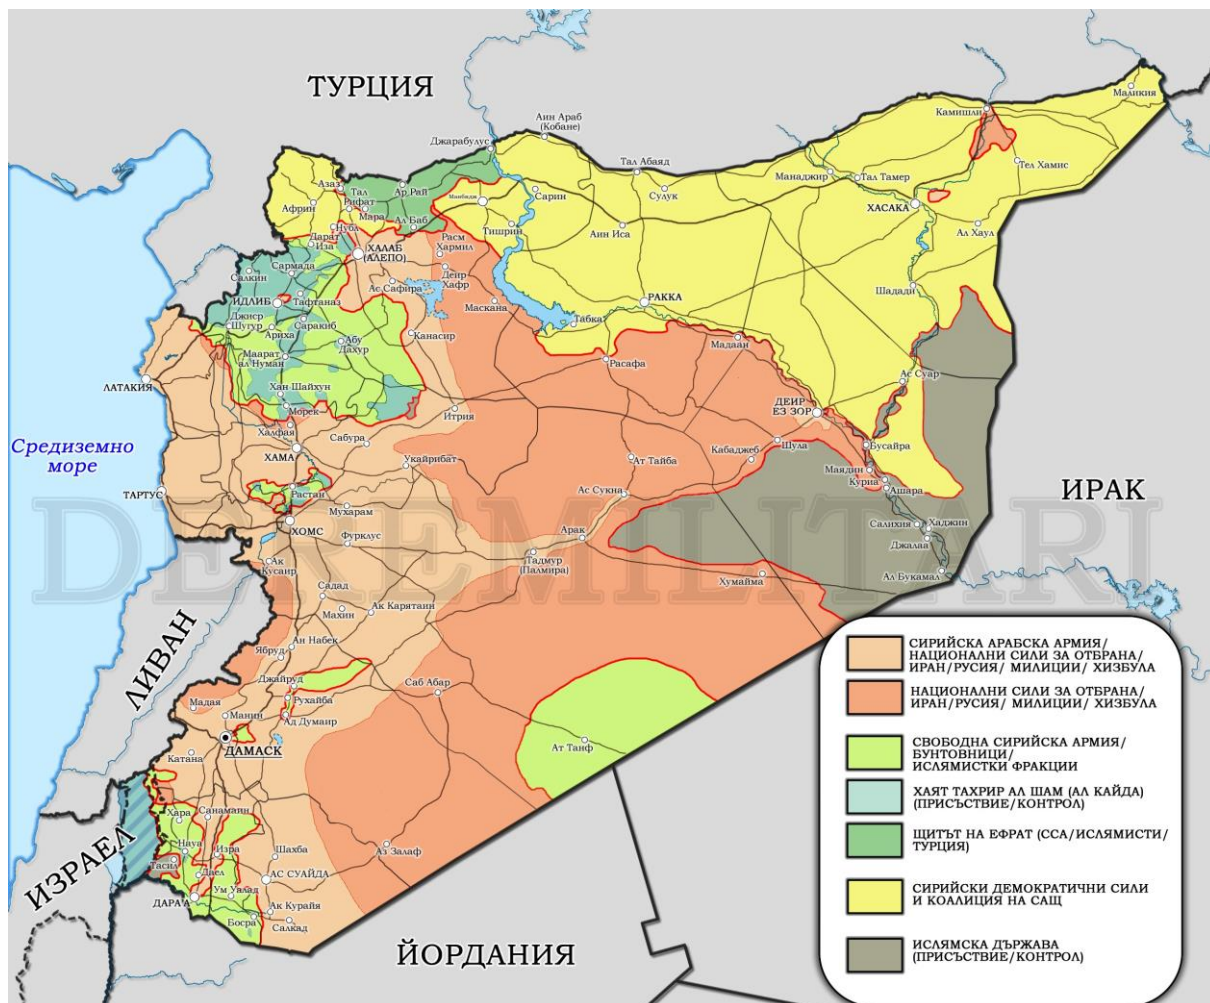 ТУРЦИЯ
Маликия
Камишли
Аин Араб
(Кобане)
Джарабулус
Тал Абаяд
Тел Хамис
Манаджир
Тал Тамер
Сулук
Азаз
Тал
Рифат
Ар Рай
Африн
Мара
Ал Баб
Манбидж
Сарин
ХАСАКА
Нубл
Дарат
Иза
Тишрин
Аин Иса
Ал Хаул
ХАЛАБ
(АЛЕПО)
Расм
Хармил
Деир
Хафр
Салкин
Сармада
Ас Сафира
Шадади
ИДЛИБ
Тафтаназ
Маскана
РАККА
Джиср
Шугур
Ариха
Саракиб
Табка
Абу
Дахур
Канасир
Мадаан
Маарат
ал Нуман
Расафа
ЛАТАКИЯ
Ас Суар
Хан Шайхун
Морек
Итрия
ДЕИР
ЕЗ ЗОР
Халфая
Средиземно
море
ХАМА
Сабура
Шула
Бусайра
Укайрибат
Ат Тайба
Кабаджеб
Маядин
Куриа
Ашара
ТАРТУС
Растан
Ас Сукна
ИРАК
Мухарам
ХОМС
Салихия
Хаджин
Фурклус
Арак
Джалаа
DEREMILITARI
Ак
Кусаир
Тадмур
(Палмира)
Хумайма
Ал Букамал
Садад
Махин
Ак Карятаин
ЛИВАН
Ан Набек
Ябруд
Джайруд
Саб Абар
Мадая
Рухайба
Манин
Ад Думаир
ДАМАСК
Ат Танф
Катана
ИЗРАЕЛ
Хара
Санамаин
Науа
Изра
Шахба
Аз Залаф
Тасил
Даел
АС СУАЙДА
Ум Уалад
ДАРА'А
Ак Курайя
Босра
Салкад
ЙОРДАНИЯ
СИРИЙСКА АРАБСКА АРМИЯ/
НАЦИОНАЛНИ СИЛИ ЗА ОТБРАНА/
ИРАН/РУСИЯ/ МИЛИЦИИ/ ХИЗБУЛА
НАЦИОНАЛНИ СИЛИ ЗА ОТБРАНА/
ИРАН/РУСИЯ/ МИЛИЦИИ/ ХИЗБУЛА
СВОБОДНА СИРИЙСКА АРМИЯ/
БУНТОВНИЦИ/
ИСЛЯМИСТКИ ФРАКЦИИ
ХАЯТ ТАХРИР АЛ ШАМ (АЛ КАЙДА)
(ПРИСЪСТВИЕ/КОНТРОЛ)
ЩИТЪТ НА ЕФРАТ (ССА/ИСЛЯМИСТИ/
ТУРЦИЯ)
СИРИЙСКИ ДЕМОКРАТИЧНИ СИЛИ
И КОАЛИЦИЯ НА САЩ
ИСЛЯМСКА ДЪРЖАВА
(ПРИСЪСТВИЕ/КОНТРОЛ)